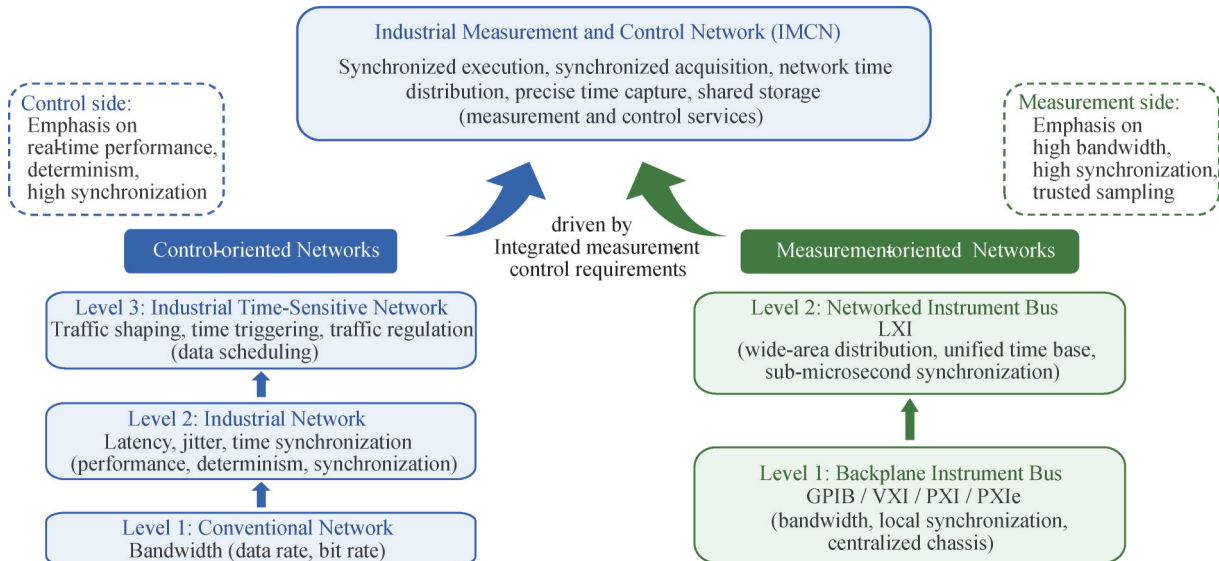 Industrial Measurement and Control Network (IMCN)
Synchronized execution, synchronized acquisition, network time
distribution, precise time capture, shared storage
(measurement and control services)
Control side:
Emphasis on
real-time performance,
determinism,
high synchronization
Measurement side:
Emphasis on
high bandwidth,
high synchronization,
trusted sampling
driven by
Integrated measurement-
control requirements
Control-oriented Networks
Level 3: Industrial Time-Sensitive Network
Traffic shaping, time triggering, traffic regulation
(data scheduling)
Level 2: Industrial Network
Latency, jitter, time synchronization
(performance, determinism, synchronization)
Level 1: Conventional Network
Bandwidth (data rate, bit rate)
Measurement-oriented Networks
Level 2: Networked Instrument Bus
LXI
(wide-area distribution, unified time base,
sub-microsecond synchronization)
Level 1: Backplane Instrument Bus
GPIB / VXI / PXI / PXIe
(bandwidth, local synchronization,
centralized chassis)